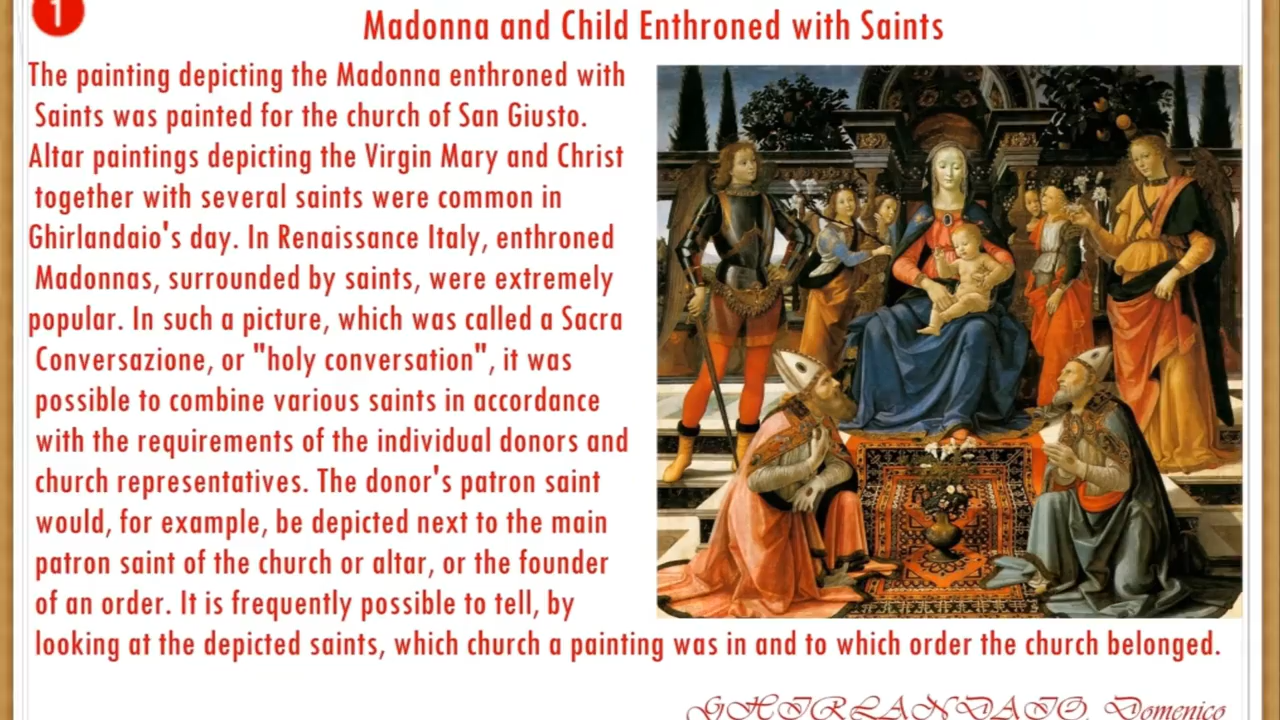 1
Madonna and Child Enthroned with Saints
The painting depicting the Madonna enthroned with
Saints was painted for the church of San Giusto.
Altar paintings depicting the Virgin Mary and Christ
together with several saints were common in
Ghirlandaio's day. In Renaissance Italy, enthroned
Madonnas, surrounded by saints, were extremely
popular. In such a picture, which was called a Sacra
Conversazione, or "holy conversation", it was
possible to combine various saints in accordance
with the requirements of the individual donors and
church representatives. The donor's patron saint
would, for example, be depicted next to the main
patron saint of the church or altar, or the founder
of an order. It is frequently possible to tell, by
looking at the depicted saints, which church a painting was in and to which order the church belonged.
GHIRLANDAIO, Domenico